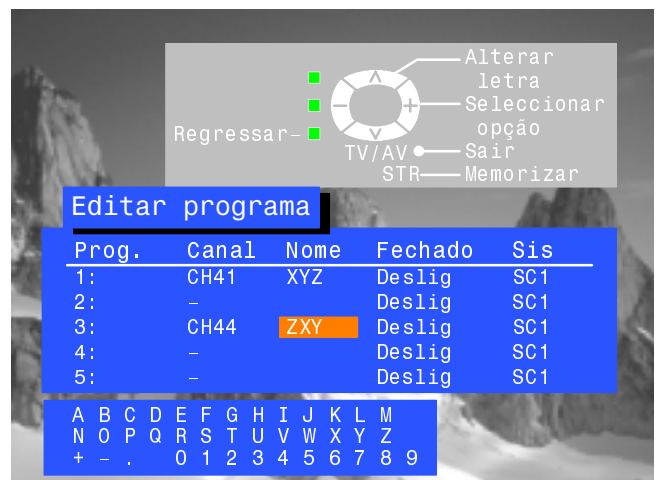 Alterar
letra
Seleccionar
opção
Regressar
TV/AV Sair
STR Memorizar
Editar programa
Prog. Canal Nome Fechado Sis
1: CH41 XYZ Deslig SC1
2: – Deslig SC1
3: CH44 ZXY Deslig SC1
4: – Deslig SC1
5: – Deslig SC1
A B C D E F G H I J K L M
N O P Q R S T U V W X Y Z
+ – . 0 1 2 3 4 5 6 7 8 9